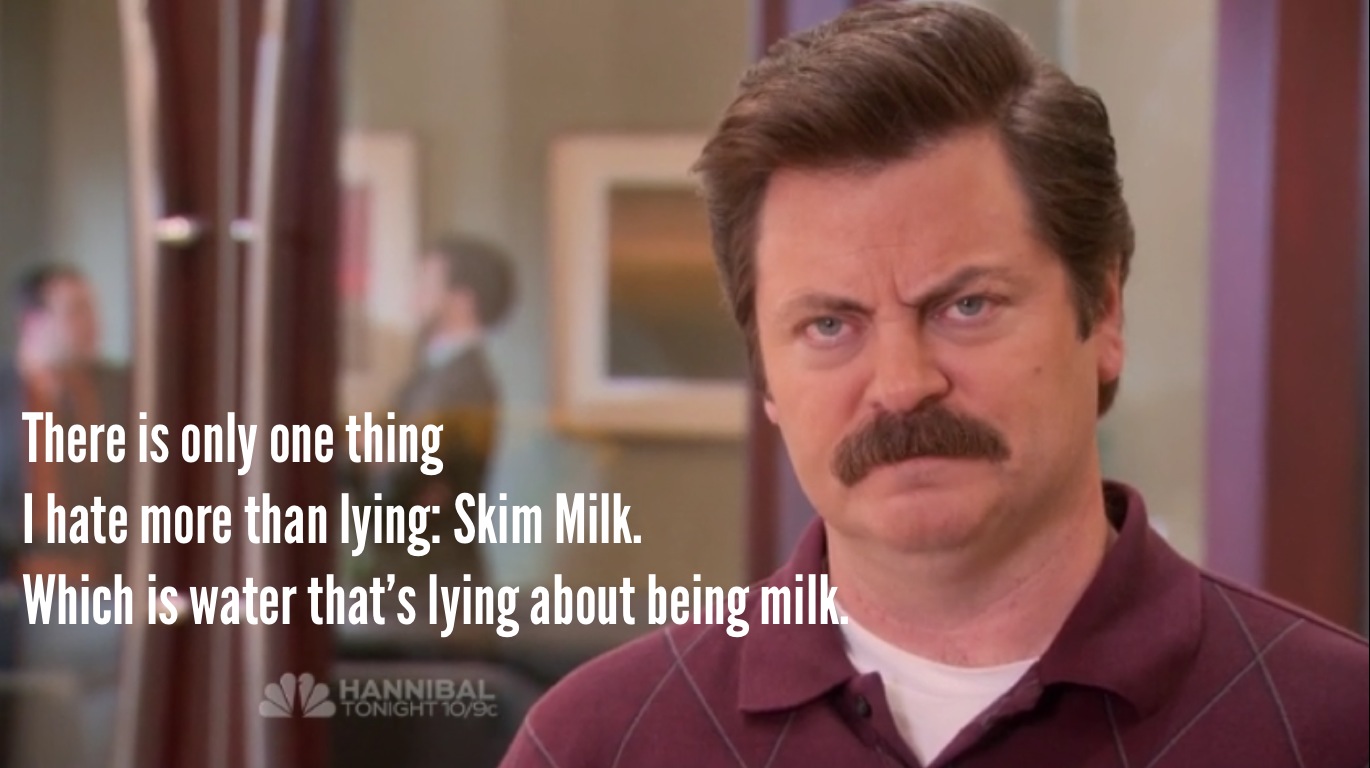 There is only one thing
I hate more than lying: Skim Milk.
Which is water that’s lying about being milk.
HANNIBAL
TONIGHT 10/9c